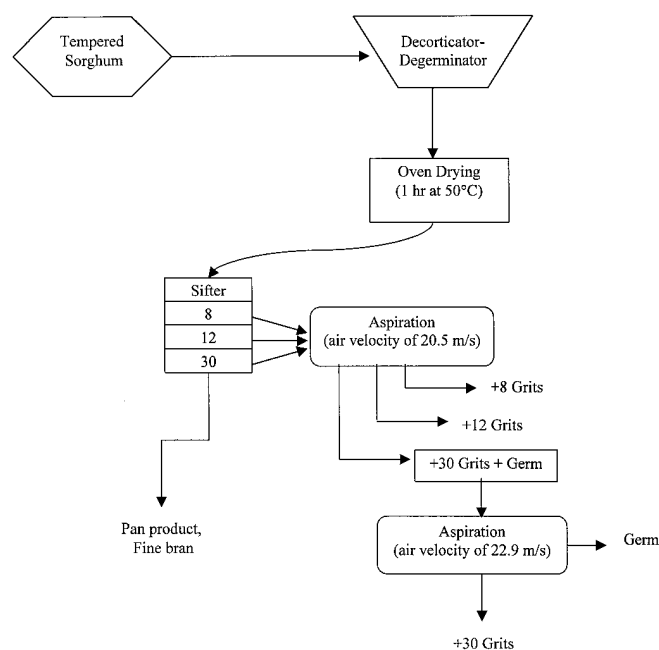 Tempered
Sorghum
Decorticator-
Degerminator
Oven Drying
(1 hr at 50°C)
Sifter
8
12
30
Aspiration
(air velocity of 20.5 m/s)
+8 Grits
+12 Grits
+30 Grits + Germ
Pan product,
Fine bran
Aspiration
(air velocity of 22.9 m/s)
Germ
+30 Grits